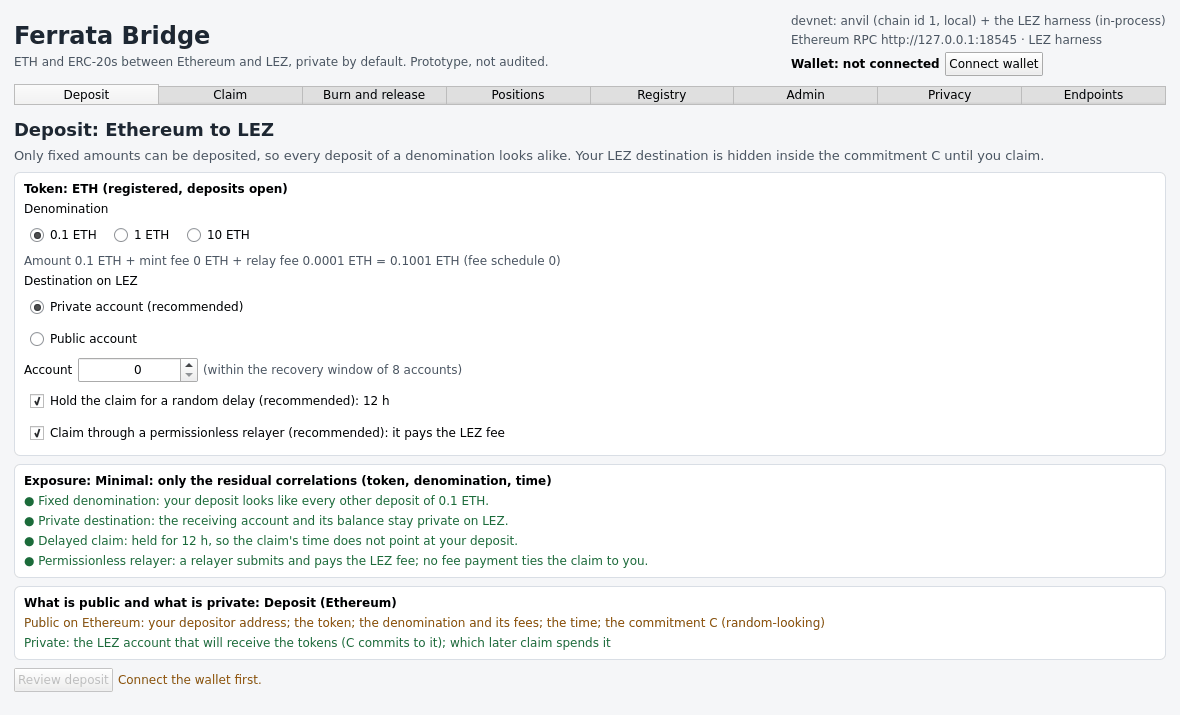 Ferrata Bridge
ETH and ERC-20s between Ethereum and LEZ, private by default. Prototype, not audited.
devnet: anvil (chain id 1, local) + the LEZ harness (in-process)
Ethereum RPC http://127.0.0.1:18545 · LEZ harness
Wallet: not connected Connect wallet
Deposit Claim Burn and release Positions Registry Admin Privacy Endpoints
Deposit: Ethereum to LEZ
Only fixed amounts can be deposited, so every deposit of a denomination looks alike. Your LEZ destination is hidden inside the commitment C until you claim.
Token: ETH (registered, deposits open)
Denomination
0.1 ETH 1 ETH 10 ETH
Amount 0.1 ETH + mint fee 0 ETH + relay fee 0.0001 ETH = 0.1001 ETH (fee schedule 0)
Destination on LEZ
Private account (recommended)
Public account
Account 0 (within the recovery window of 8 accounts)
Hold the claim for a random delay (recommended): 12 h
Claim through a permissionless relayer (recommended): it pays the LEZ fee
Exposure: Minimal: only the residual correlations (token, denomination, time)
● Fixed denomination: your deposit looks like every other deposit of 0.1 ETH.
● Private destination: the receiving account and its balance stay private on LEZ.
● Delayed claim: held for 12 h, so the claim's time does not point at your deposit.
● Permissionless relayer: a relayer submits and pays the LEZ fee; no fee payment ties the claim to you.
What is public and what is private: Deposit (Ethereum)
Public on Ethereum: your depositor address; the token; the denomination and its fees; the time; the commitment C (random-looking)
Private: the LEZ account that will receive the tokens (C commits to it); which later claim spends it
Review deposit Connect the wallet first.